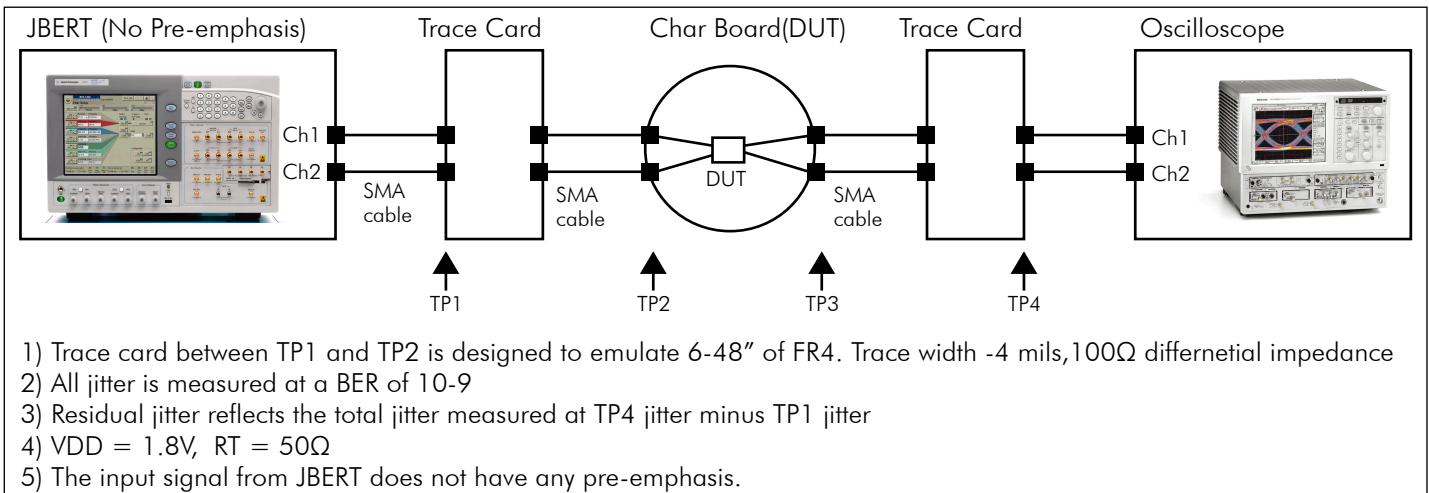 JBERT (No Pre-emphasis) Trace Card Char Board(DUT) Trace Card Oscilloscope
Ch1 Ch1
Ch2 DUT Ch2
SMA cable
SMA cable
SMA cable
TP1 TP2 TP3 TP4
1) Trace card between TP1 and TP2 is designed to emulate 6-48” of FR4. Trace width -4 mils,100Ω differnetial impedance
2) All jitter is measured at a BER of 10-9
3) Residual jitter reflects the total jitter measured at TP4 jitter minus TP1 jitter
4) VDD = 1.8V, RT = 50Ω
5) The input signal from JBERT does not have any pre-emphasis.